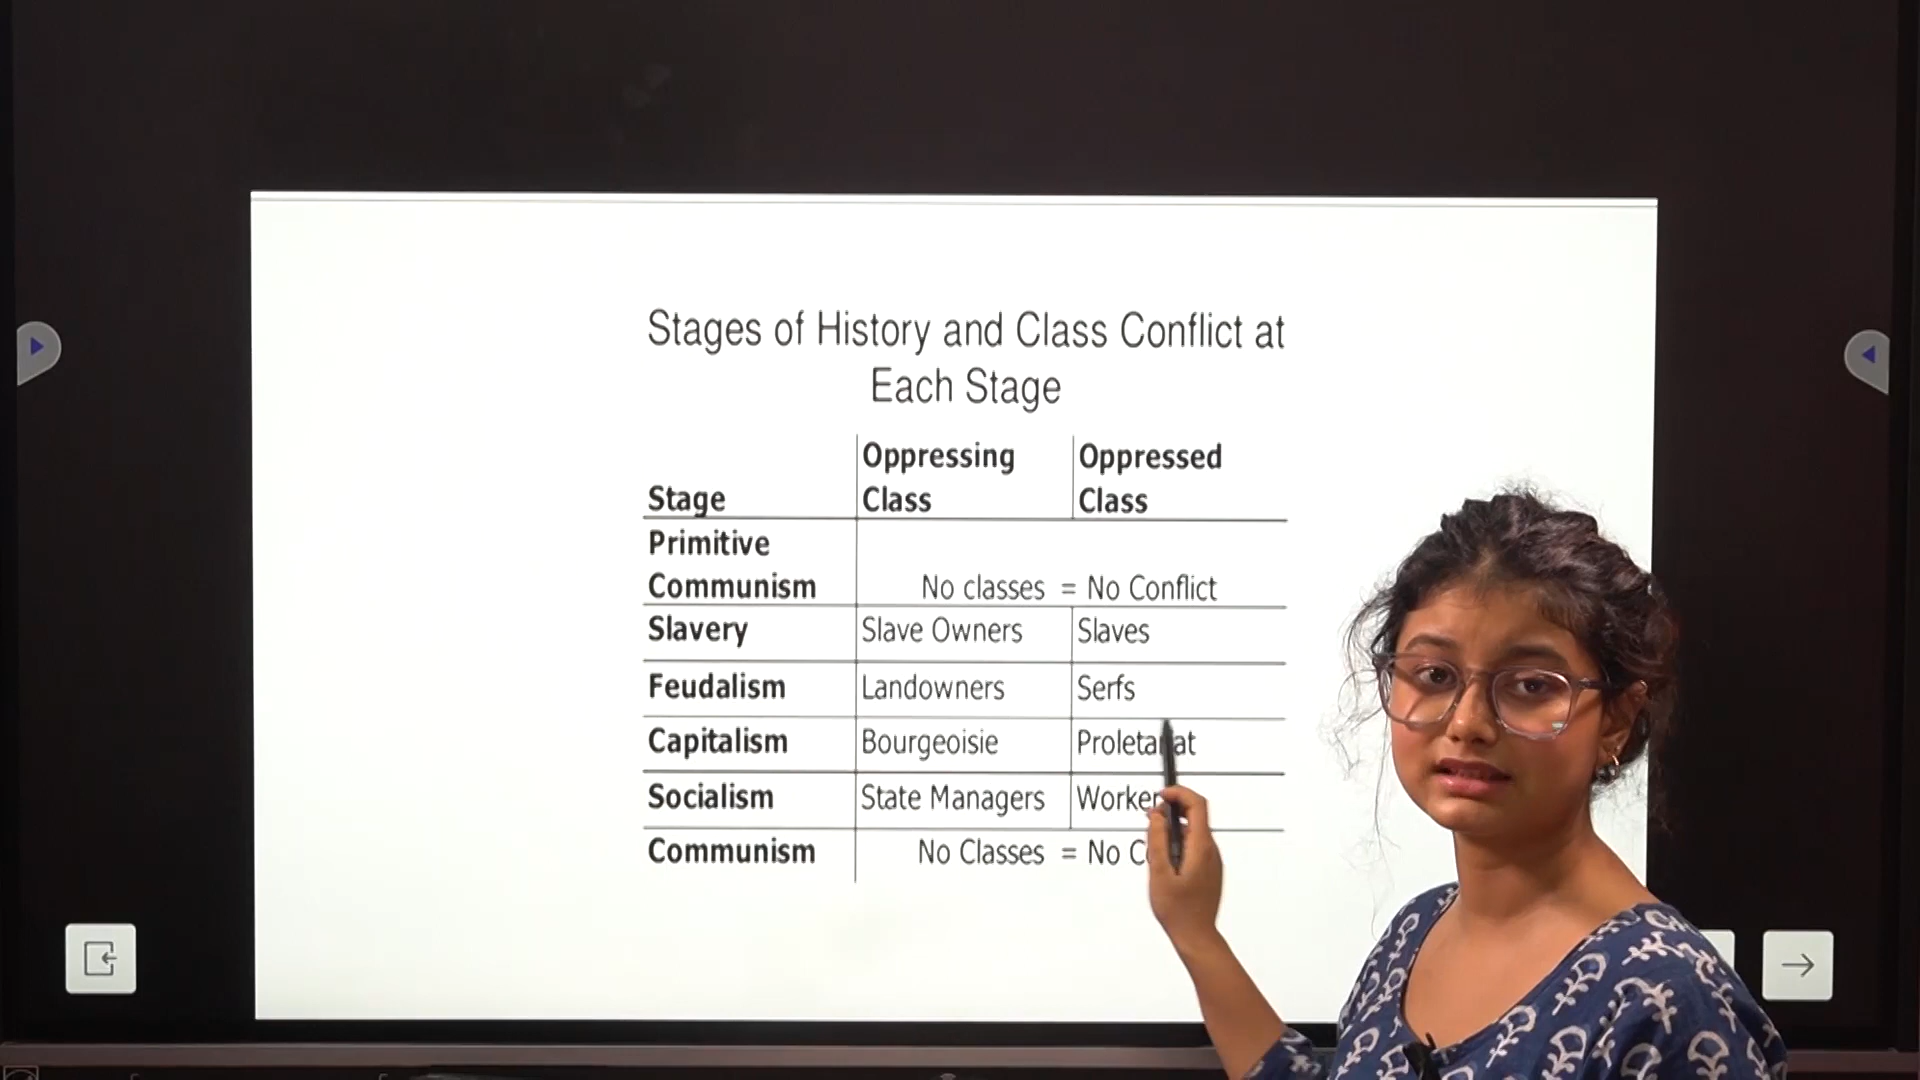 Stages of History and Class Conflict at
Each Stage
Stage Oppressing Class Oppressed Class
Primitive Communism No classes = No Conflict
Slavery Slave Owners Slaves
Feudalism Landowners Serfs
Capitalism Bourgeoisie Proletariat
Socialism State Managers
Communism No Classes = No